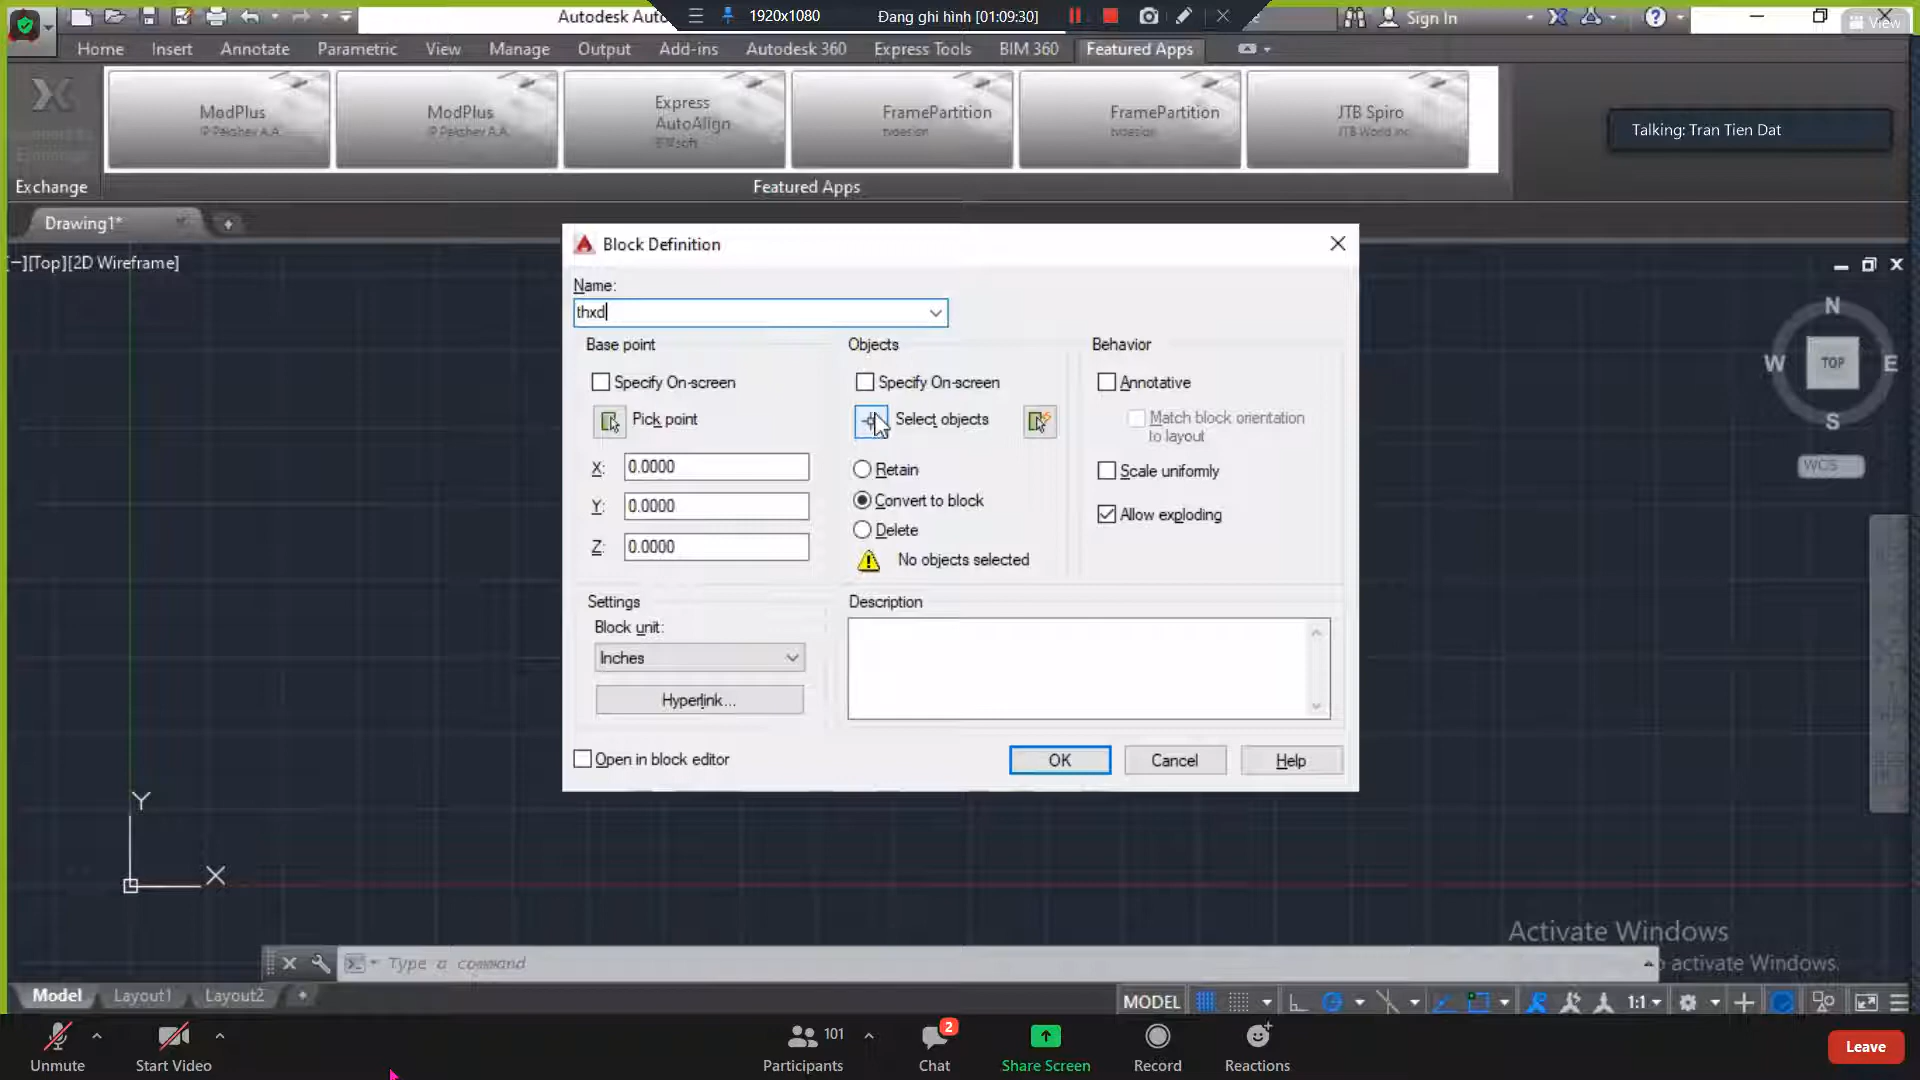 Autodesk Auto
1920x1080
Đang ghi hình [01:09:30]
Sign In
View
Home
Insert
Annotate
Parametric
View
Manage
Output
Add-ins
Autodesk 360
Express Tools
BIM 360
Featured Apps
ModPlus
ModPlus
Express
AutoAlign
FramePartition
FramePartition
JTB Spiro
JTB World Inc
Talking: Tran Tien Dat
Exchange
Featured Apps
Drawing1*
[−][Top][2D Wireframe]
Block Definition
Name:
thxd
Base point
Objects
Behavior
Specify On-screen
Specify On-screen
Annotative
Pick point
Select objects
Match block orientation
to layout
X: 0.0000
Retain
Scale uniformly
Y: 0.0000
Convert to block
Allow exploding
Delete
Z: 0.0000
No objects selected
Settings
Description
Block unit:
Inches
Hyperlink...
Open in block editor
OK
Cancel
Help
N
W
TOP
E
S
WCS
Y
X
Activate Windows
activate Windows.
Type a command
Model
Layout1
Layout2
MODEL
1:1
Unmute
Start Video
101
Participants
2
Chat
Share Screen
Record
Reactions
Leave